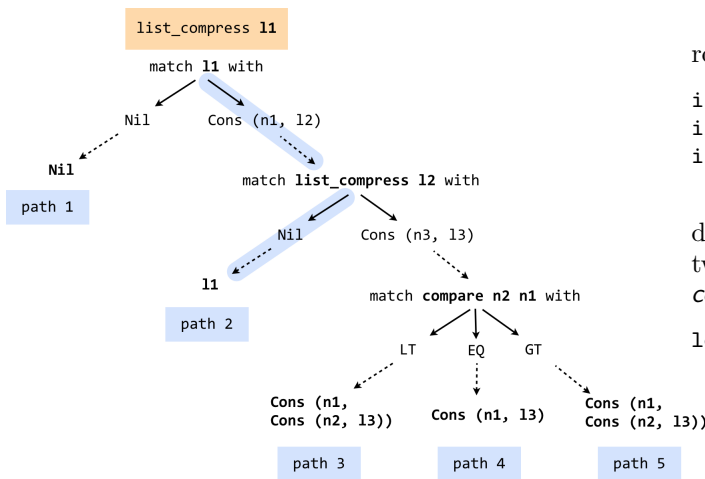 list_compress l1
match l1 with
Nil
Cons (n1, l2)
Nil
path 1
match list_compress l2 with
Nil
Cons (n3, l3)
l1
path 2
match compare n2 n1 with
LT
EQ
GT
Cons (n1,
Cons (n2, l3))
Cons (n1, l3)
Cons (n1,
Cons (n2, l3))
path 3
path 4
path 5
re
i
i
i
d